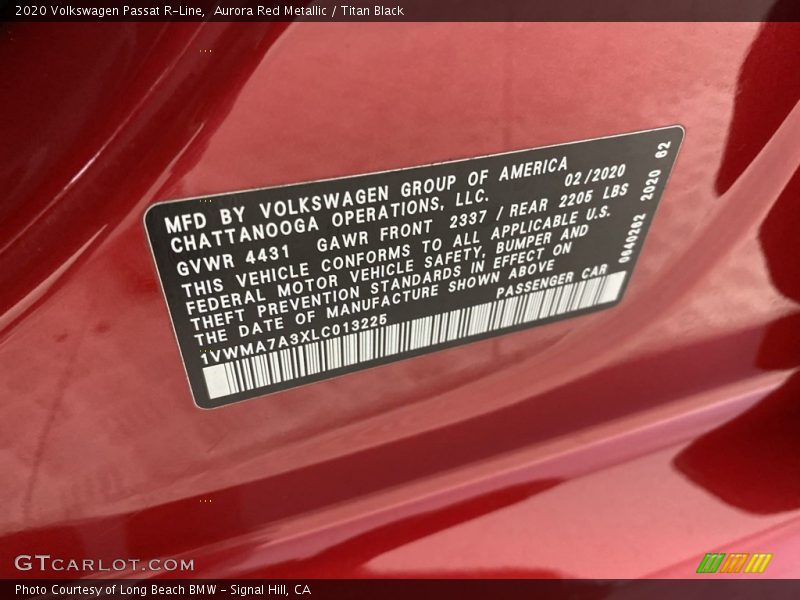 2020 Volkswagen Passat R-Line,  Aurora Red Metallic / Titan Black
MFD BY VOLKSWAGEN GROUP OF AMERICA
CHATTANOOGA OPERATIONS, LLC. 02/2020
GVWR 4431 GAWR FRONT 2337 / REAR 2205 LBS
THIS VEHICLE CONFORMS TO ALL APPLICABLE U.S.
FEDERAL MOTOR VEHICLE SAFETY, BUMPER AND
THEFT PREVENTION STANDARDS IN EFFECT ON
THE DATE OF MANUFACTURE SHOWN ABOVE
1VWMA7A3XLC013225 PASSENGER CAR
0640282 2020 62
GTCARLOT.COM
Photo Courtesy of Long Beach BMW - Signal Hill, CA